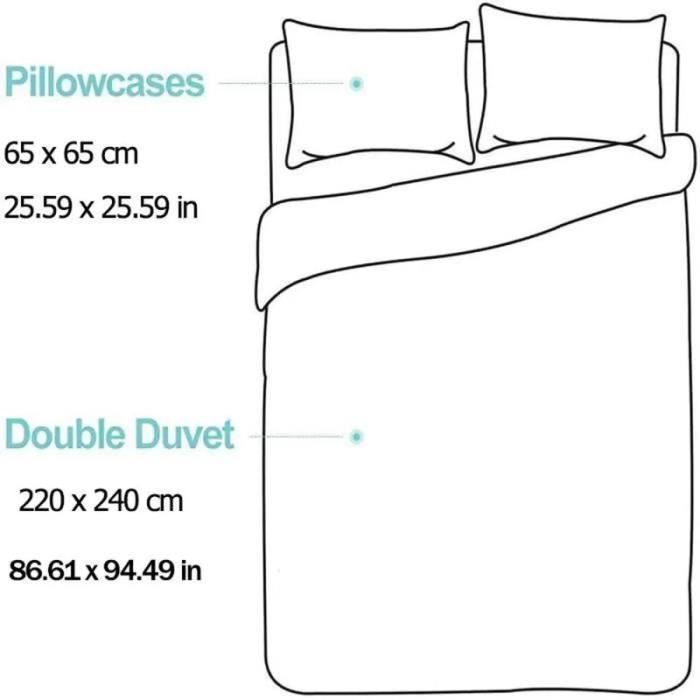 Pillowcases
65 x 65 cm
25.59 x 25.59 in
Double Duvet
220 x 240 cm
86.61 x 94.49 in